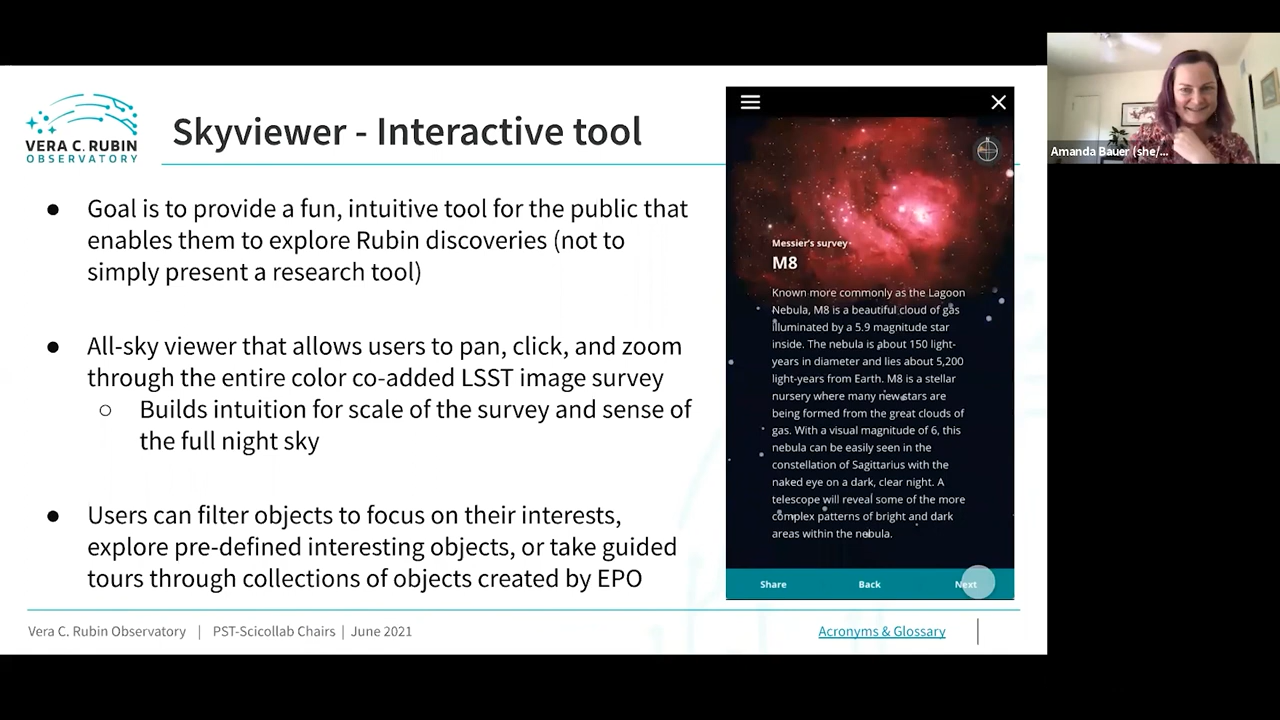 VERA C. RUBIN
OBSERVATORY
Skyviewer - Interactive tool
● Goal is to provide a fun, intuitive tool for the public that
enables them to explore Rubin discoveries (not to
simply present a research tool)
● All-sky viewer that allows users to pan, click, and zoom
through the entire color co-added LSST image survey
○ Builds intuition for scale of the survey and sense of
the full night sky
● Users can filter objects to focus on their interests,
explore pre-defined interesting objects, or take guided
tours through collections of objects created by EPO
Messier's survey
M8
Known more commonly as the Lagoon
Nebula, M8 is a beautiful cloud of gas
illuminated by a 5.9 magnitude star
inside. The nebula is about 150 light-
years in diameter and lies about 5,200
light-years from Earth. M8 is a stellar
nursery where many new stars are
being formed from the great clouds of
gas. With a visual magnitude of 6, this
nebula can be easily seen in the
constellation of Sagittarius with the
naked eye on a dark, clear night. A
telescope will reveal some of the more
complex patterns of bright and dark
areas within the nebula.
Share Back Next
Vera C. Rubin Observatory | PST-Scicollab Chairs | June 2021
Acronyms & Glossary
Amanda Bauer (she/...